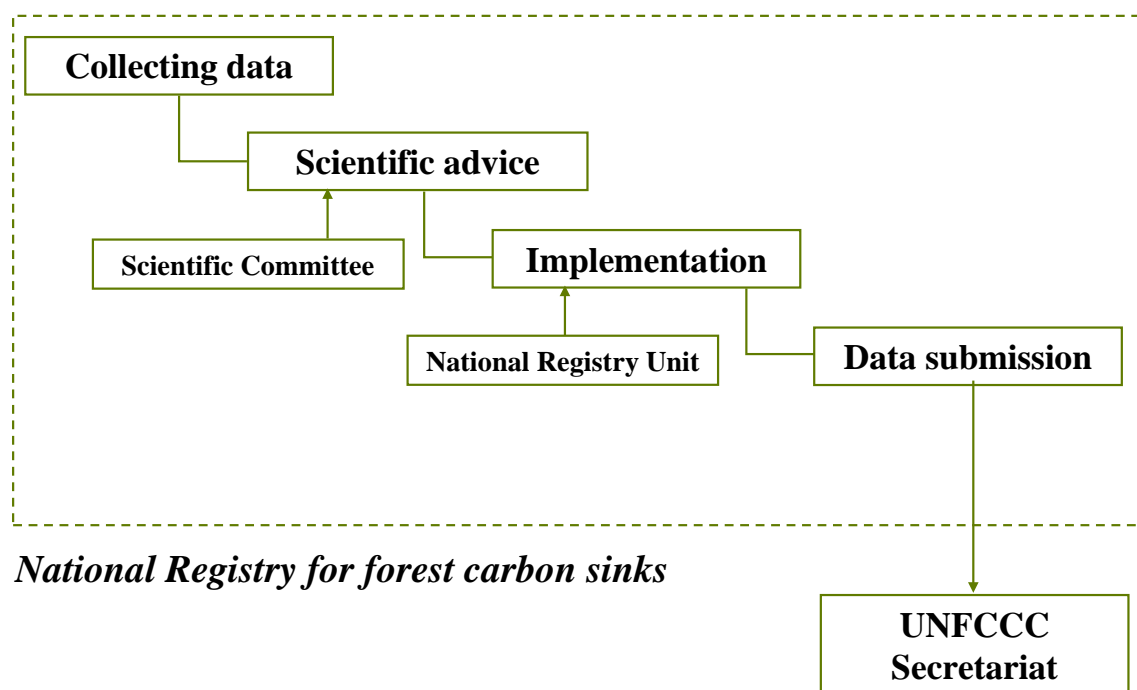 Collecting data
Scientific advice
Scientific Committee
Implementation
National Registry Unit
Data submission
National Registry for forest carbon sinks
UNFCCC
Secretariat